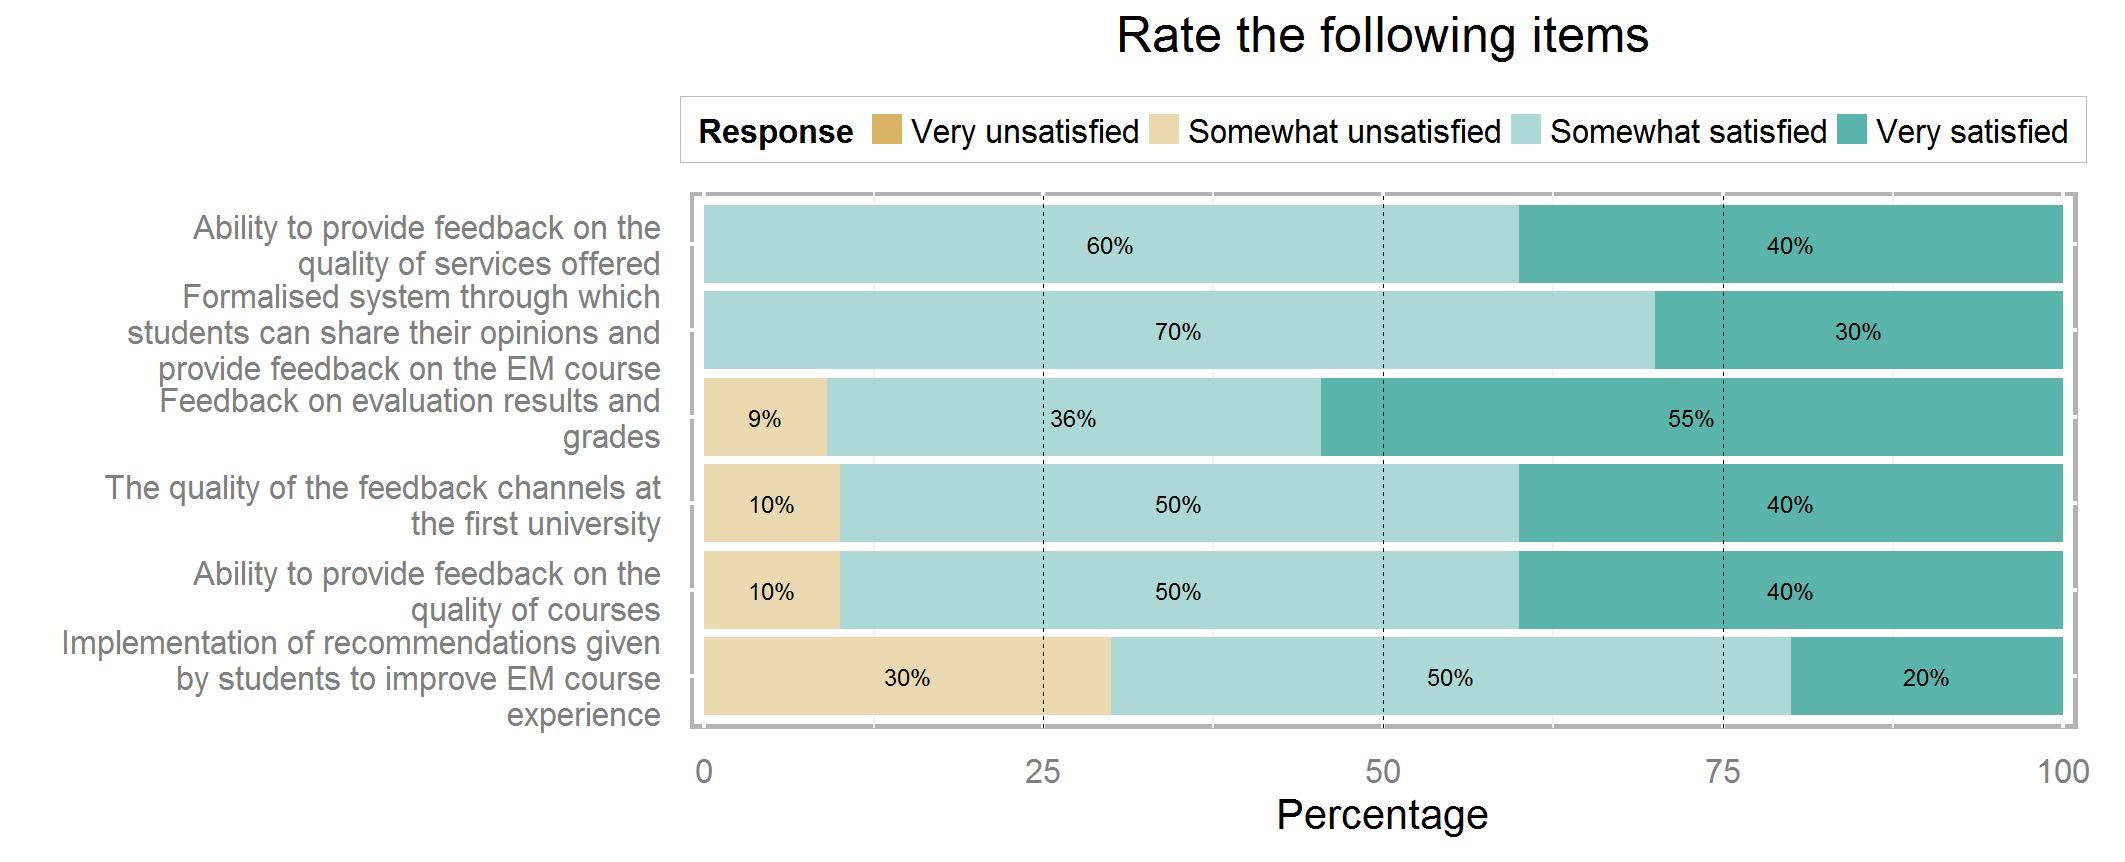 Rate the following items
Response Very unsatisfied Somewhat unsatisfied Somewhat satisfied Very satisfied
Ability to provide feedback on the
quality of services offered
60% 40%
Formalised system through which
students can share their opinions and
provide feedback on the EM course
70% 30%
Feedback on evaluation results and
grades
9% 36% 55%
The quality of the feedback channels at
the first university
10% 50% 40%
Ability to provide feedback on the
quality of courses
10% 50% 40%
Implementation of recommendations given
by students to improve EM course
experience
30% 50% 20%
0 25 50 75 100
Percentage